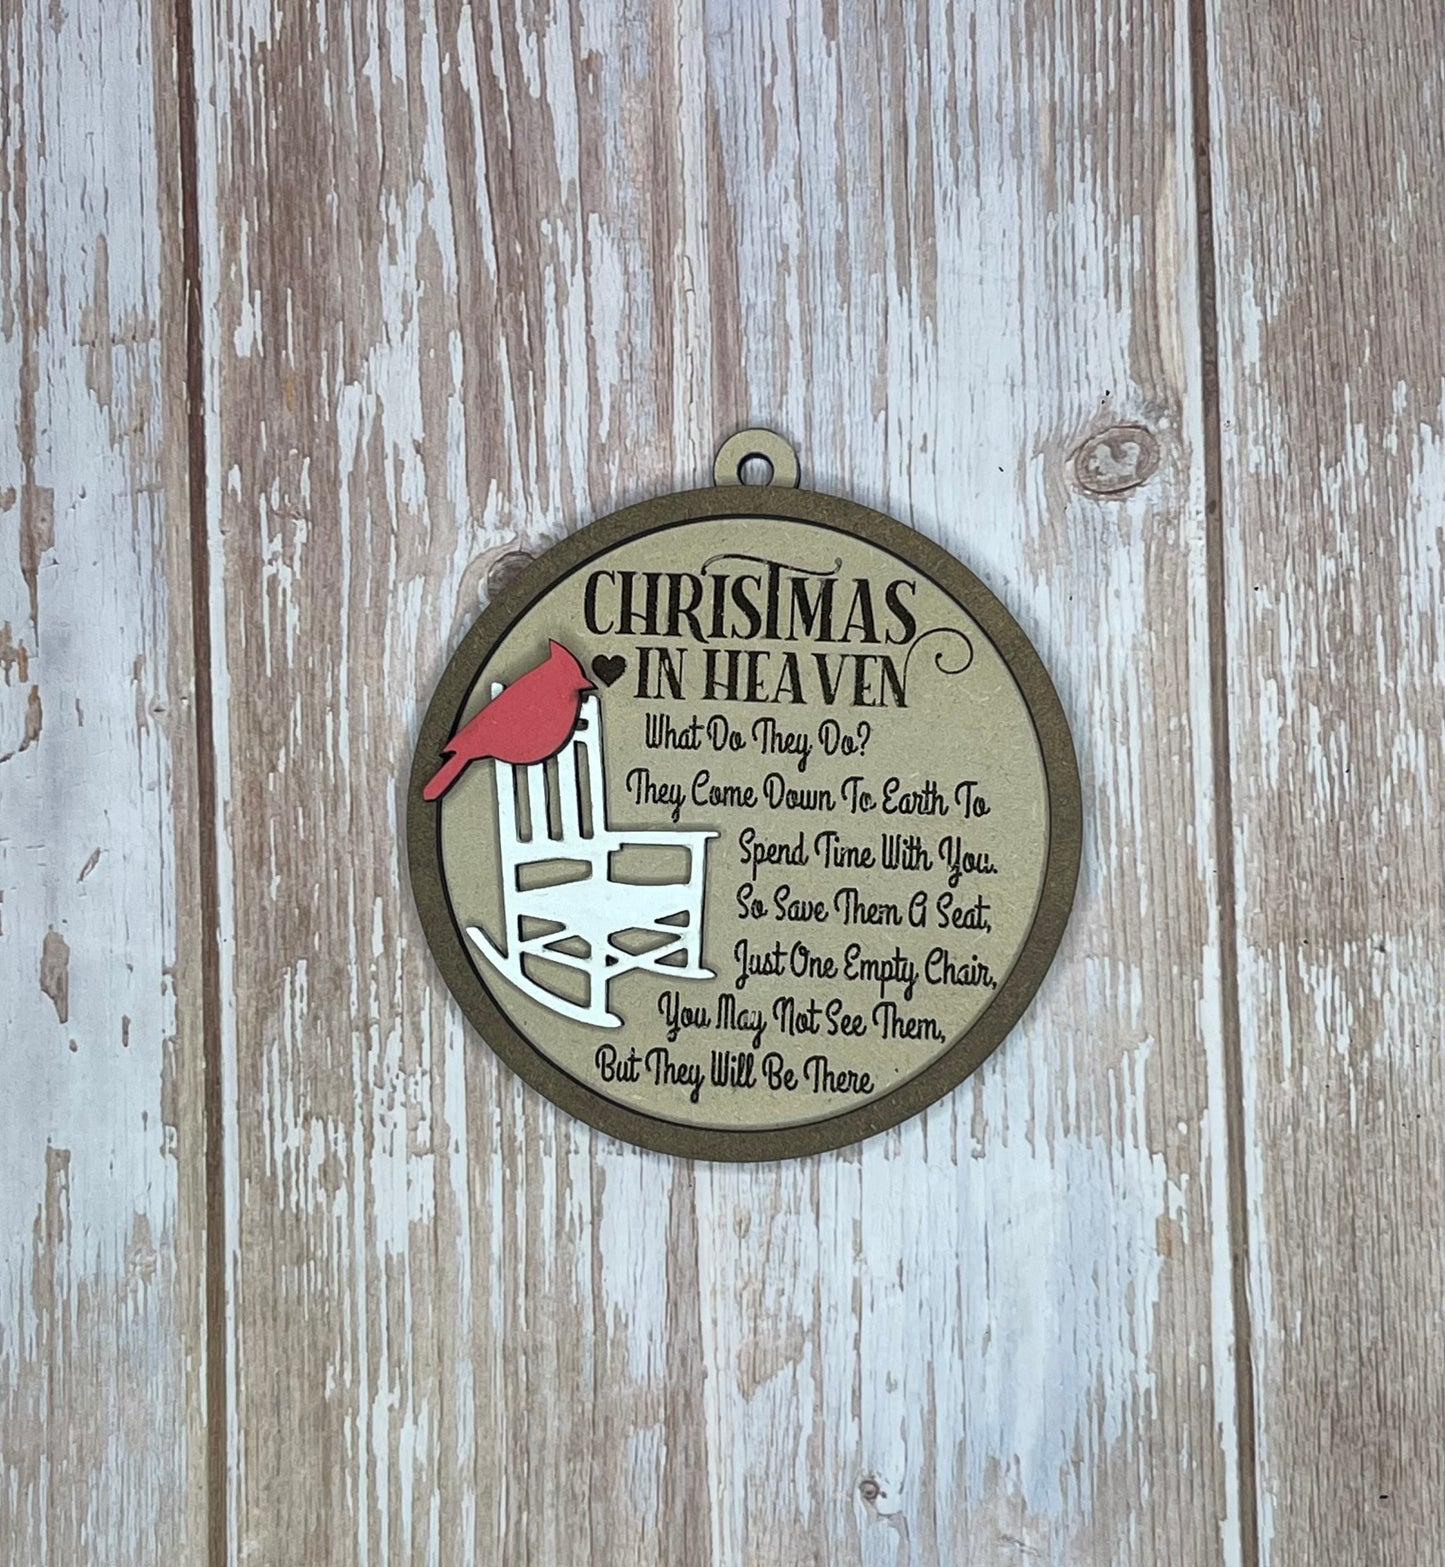 CHRISTMAS
IN HEAVEN
What Do They Do?
They Come Down To Earth To
Spend Time With You.
So Save Them A Seat,
Just One Empty Chair,
You May Not See Them,
But They Will Be There